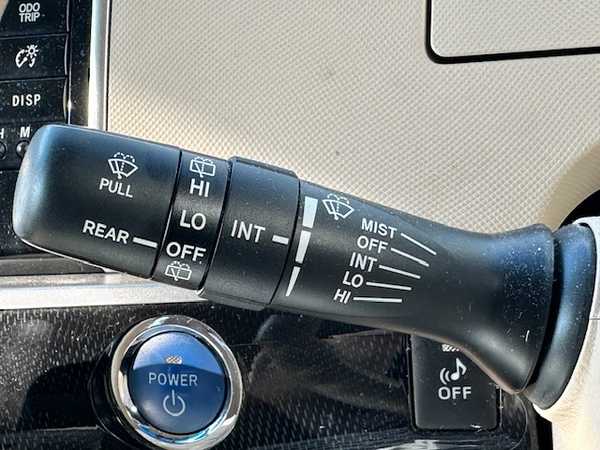 ODO
TRIP
DISP
H M
PULL
REAR
HI
LO
OFF
INT
MIST
OFF
INT
LO
HI
POWER
OFF